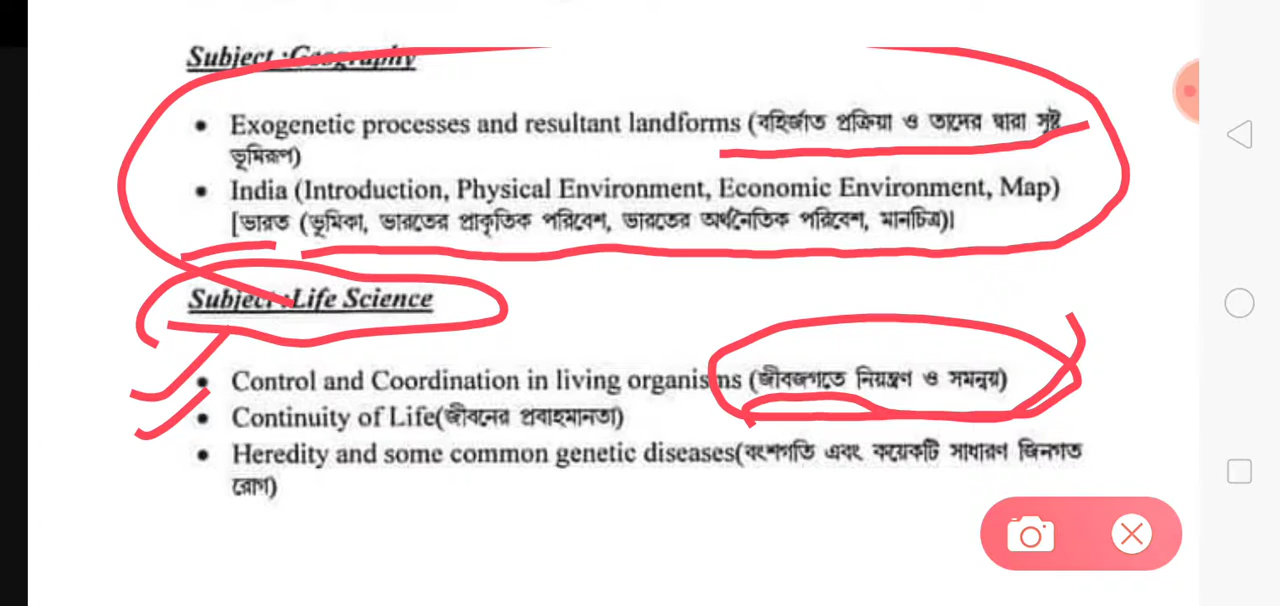 Subject :Geography
• Exogenetic processes and resultant landforms (বহির্জাত প্রক্রিয়া ও তাদের দ্বারা সৃষ্ট
ভূমিরূপ)
• India (Introduction, Physical Environment, Economic Environment, Map)
[ভারত (ভূমিকা, ভারতের প্রাকৃতিক পরিবেশ, ভারতের অর্থনৈতিক পরিবেশ, মানচিত্র)।
Subject :Life Science
• Control and Coordination in living organisms (জীবজগতে নিয়ন্ত্রণ ও সমন্বয়)
• Continuity of Life(জীবনের প্রবাহমানতা)
• Heredity and some common genetic diseases(বংশগতি এবং কয়েকটি সাধারণ জিনগত
রোগ)